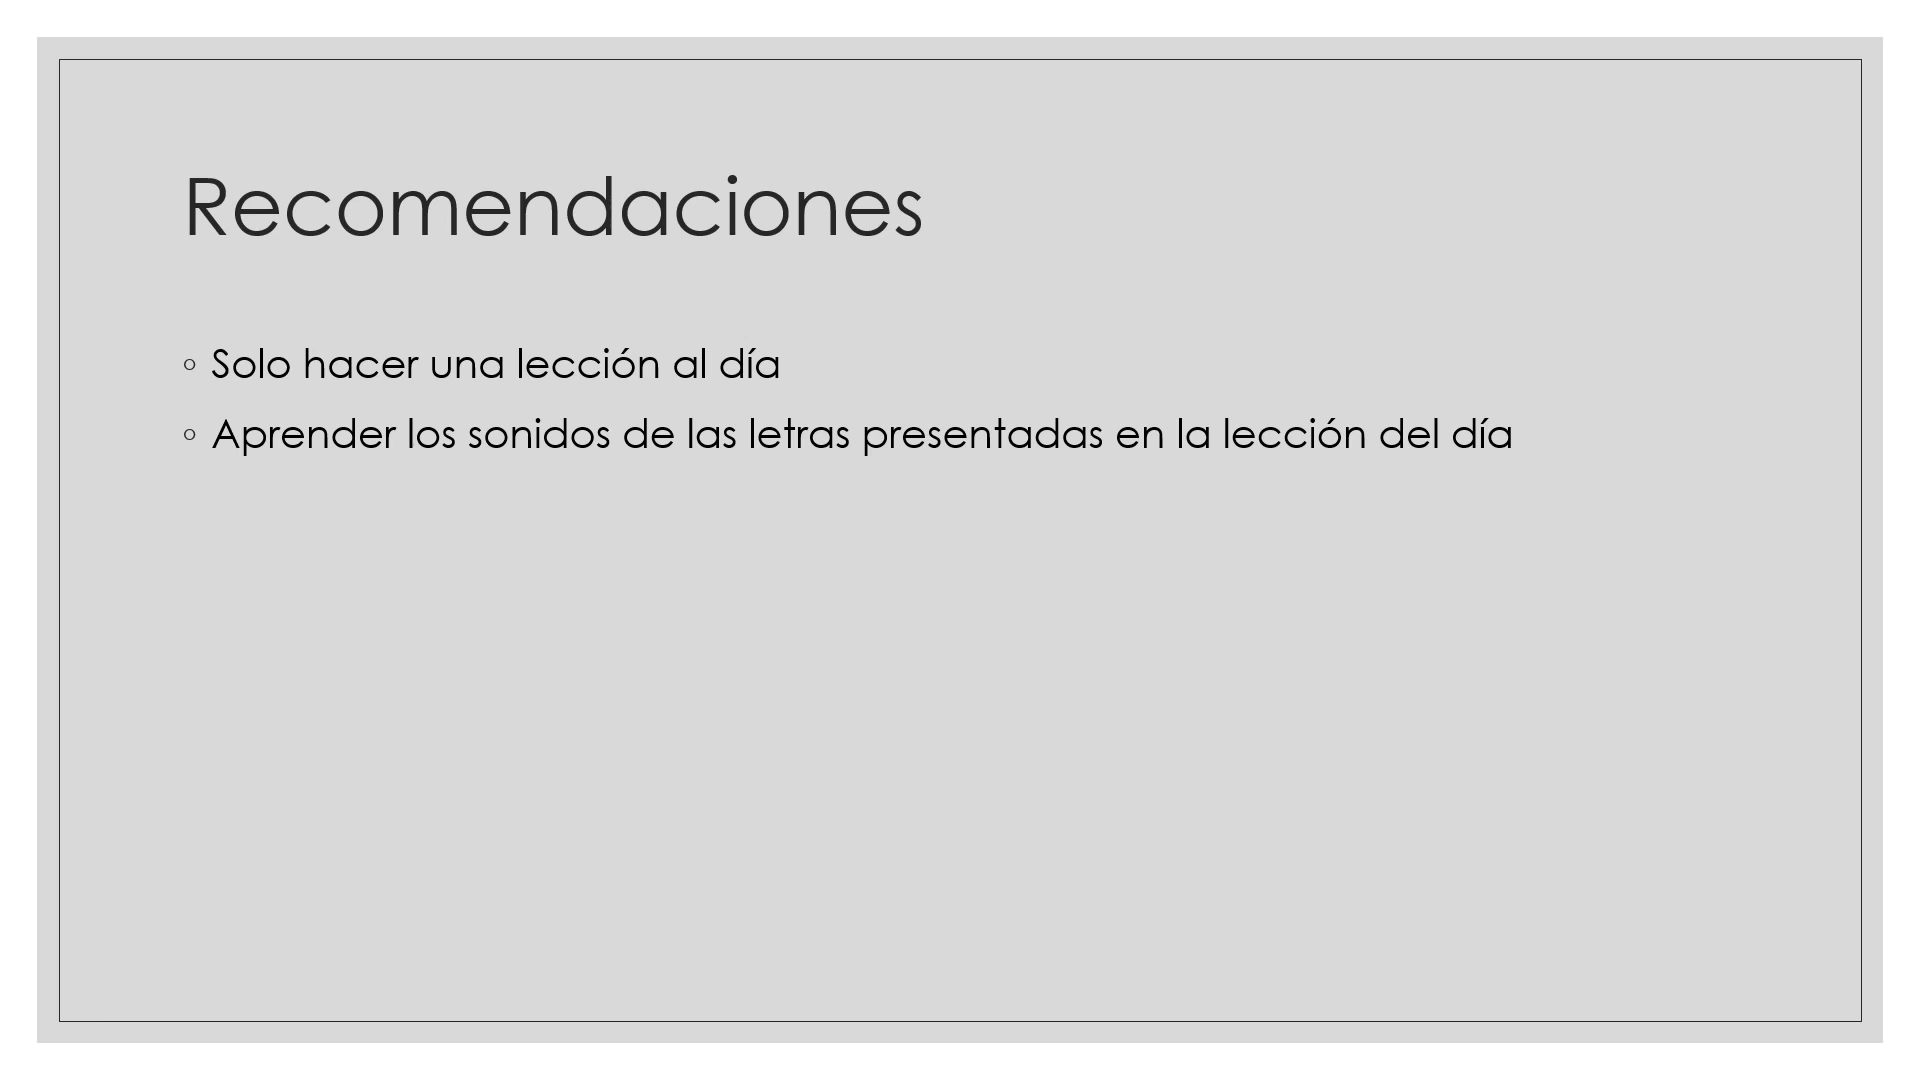 Recomendaciones
◦ Solo hacer una lección al día
◦ Aprender los sonidos de las letras presentadas en la lección del día